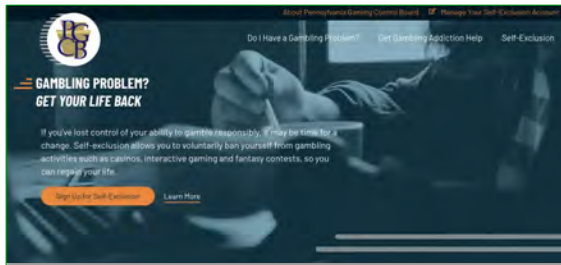 About Pennsylvania Gaming Control Board Manage Your Self-Exclusion Account
PGCB
Do I Have a Gambling Problem? Get Gambling Addiction Help Self-Exclusion
GAMBLING PROBLEM?
GET YOUR LIFE BACK
If you've lost control of your ability to gamble responsibly, it may be time for a
change. Self-exclusion allows you to voluntarily ban yourself from gambling
activities such as casinos, interactive gaming and fantasy contests, so you
can regain your life.
Sign Up for Self-Exclusion Learn More